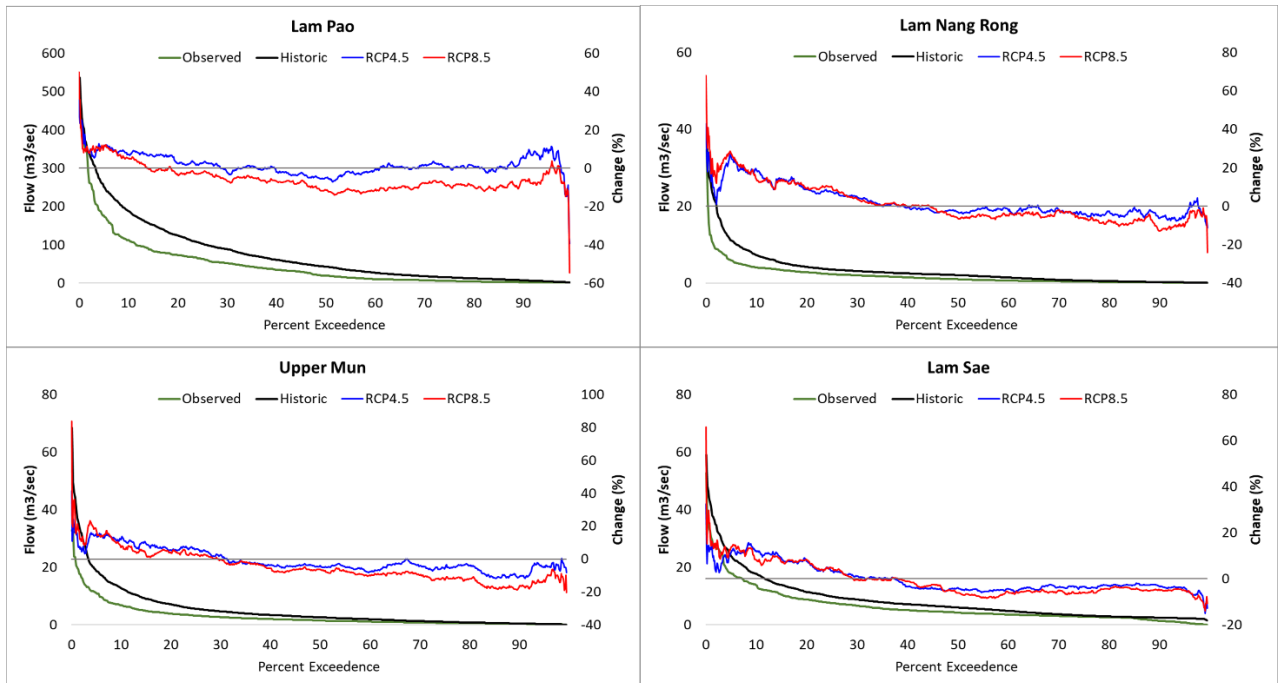 Lam Pao
Observed Historic RCP4.5 RCP8.5
Flow (m3/sec)
600
500
400
300
200
100
0
60
40
20
0
-20
-40
-60
Change (%)
0 10 20 30 40 50 60 70 80 90
Percent Exceedence
Lam Nang Rong
Observed Historic RCP4.5 RCP8.5
Flow (m3/sec)
60
40
20
0
80
60
40
20
0
-20
-40
Change (%)
0 10 20 30 40 50 60 70 80 90
Percent Exceedence
Upper Mun
Observed Historic RCP4.5 RCP8.5
Flow (m3/sec)
80
60
40
20
0
100
80
60
40
20
0
-20
-40
Change (%)
0 10 20 30 40 50 60 70 80 90
Percent Exceedence
Lam Sae
Observed Historic RCP4.5 RCP8.5
Flow (m3/sec)
80
60
40
20
0
80
60
40
20
0
-20
Change (%)
0 10 20 30 40 50 60 70 80 90
Percent Exceedence